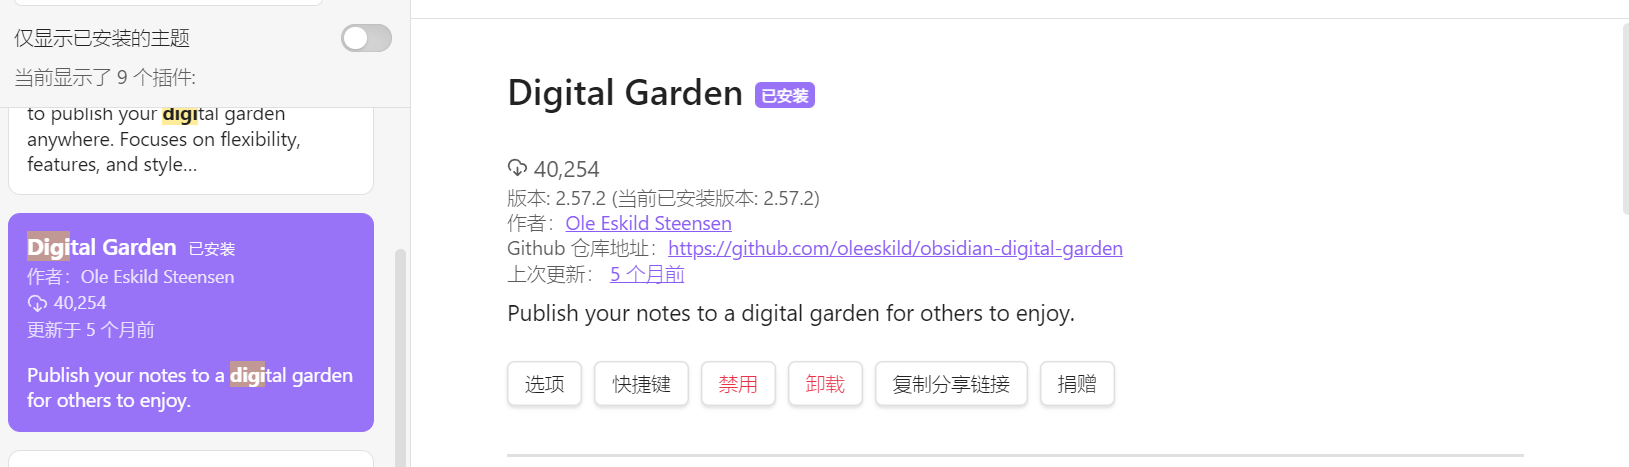 仅显示已安装的主题
当前显示了 9 个插件:
to publish your digital garden
anywhere. Focuses on flexibility,
features, and style...
Digital Garden 已安装
作者：Ole Eskild Steensen
40,254
更新于 5 个月前
Publish your notes to a digital garden
for others to enjoy.
Digital Garden 已安装
40,254
版本: 2.57.2 (当前已安装版本: 2.57.2)
作者：Ole Eskild Steensen
Github 仓库地址：https://github.com/oleeskild/obsidian-digital-garden
上次更新： 5 个月前
Publish your notes to a digital garden for others to enjoy.
选项 快捷键 禁用 卸载 复制分享链接 捐赠